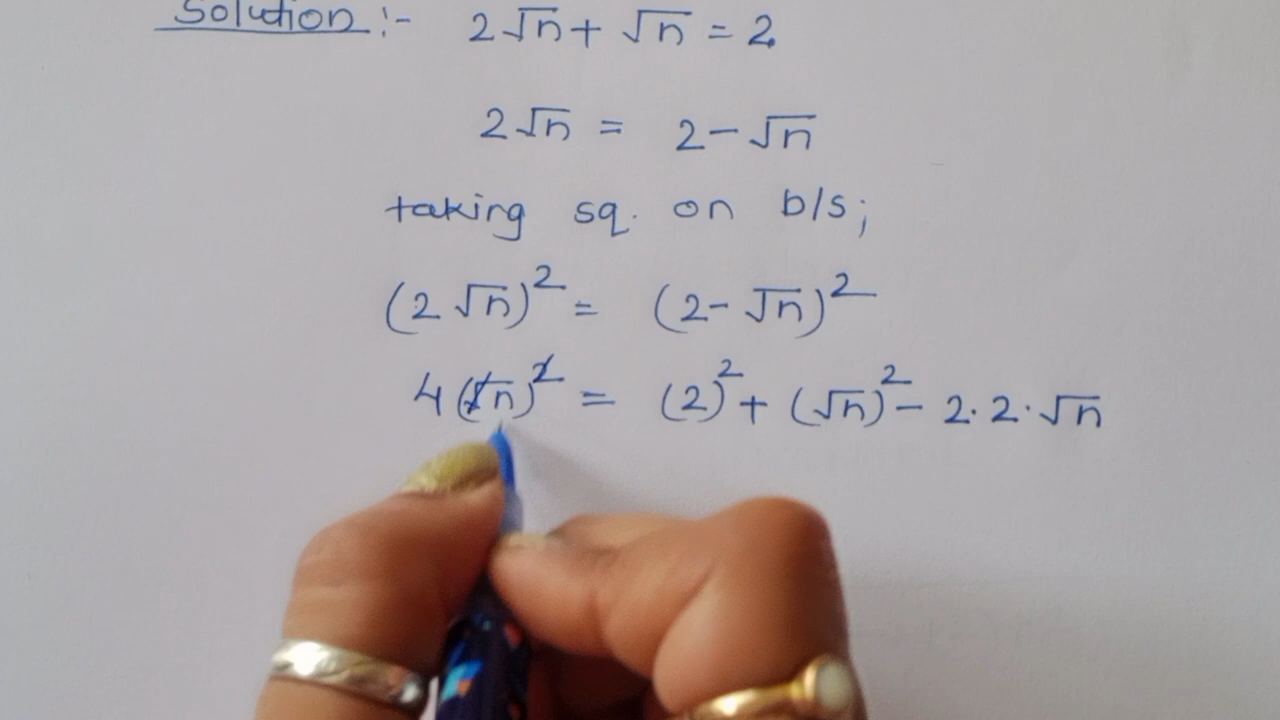 Solution :- 2√n + √n = 2
2√n = 2 - √n
taking sq. on b/s;
(2√n)² = (2 - √n)²
4(√n)² = (2)² + (√n)² - 2·2·√n